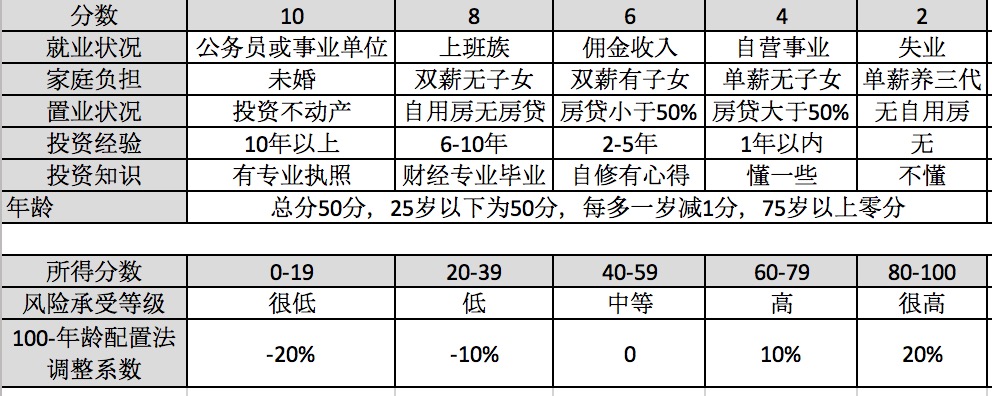 分数 10 8 6 4 2
就业状况 公务员或事业单位 上班族 佣金收入 自营事业 失业
家庭负担 未婚 双薪无子女 双薪有子女 单薪无子女 单薪养三代
置业状况 投资不动产 自用房无房贷 房贷小于50% 房贷大于50% 无自用房
投资经验 10年以上 6-10年 2-5年 1年以内 无
投资知识 有专业执照 财经专业毕业 自修有心得 懂一些 不懂
年龄 总分50分，25岁以下为50分，每多一岁减1分，75岁以上零分
所得分数 0-19 20-39 40-59 60-79 80-100
风险承受等级 很低 低 中等 高 很高
100-年龄配置法
调整系数 -20% -10% 0 10% 20%